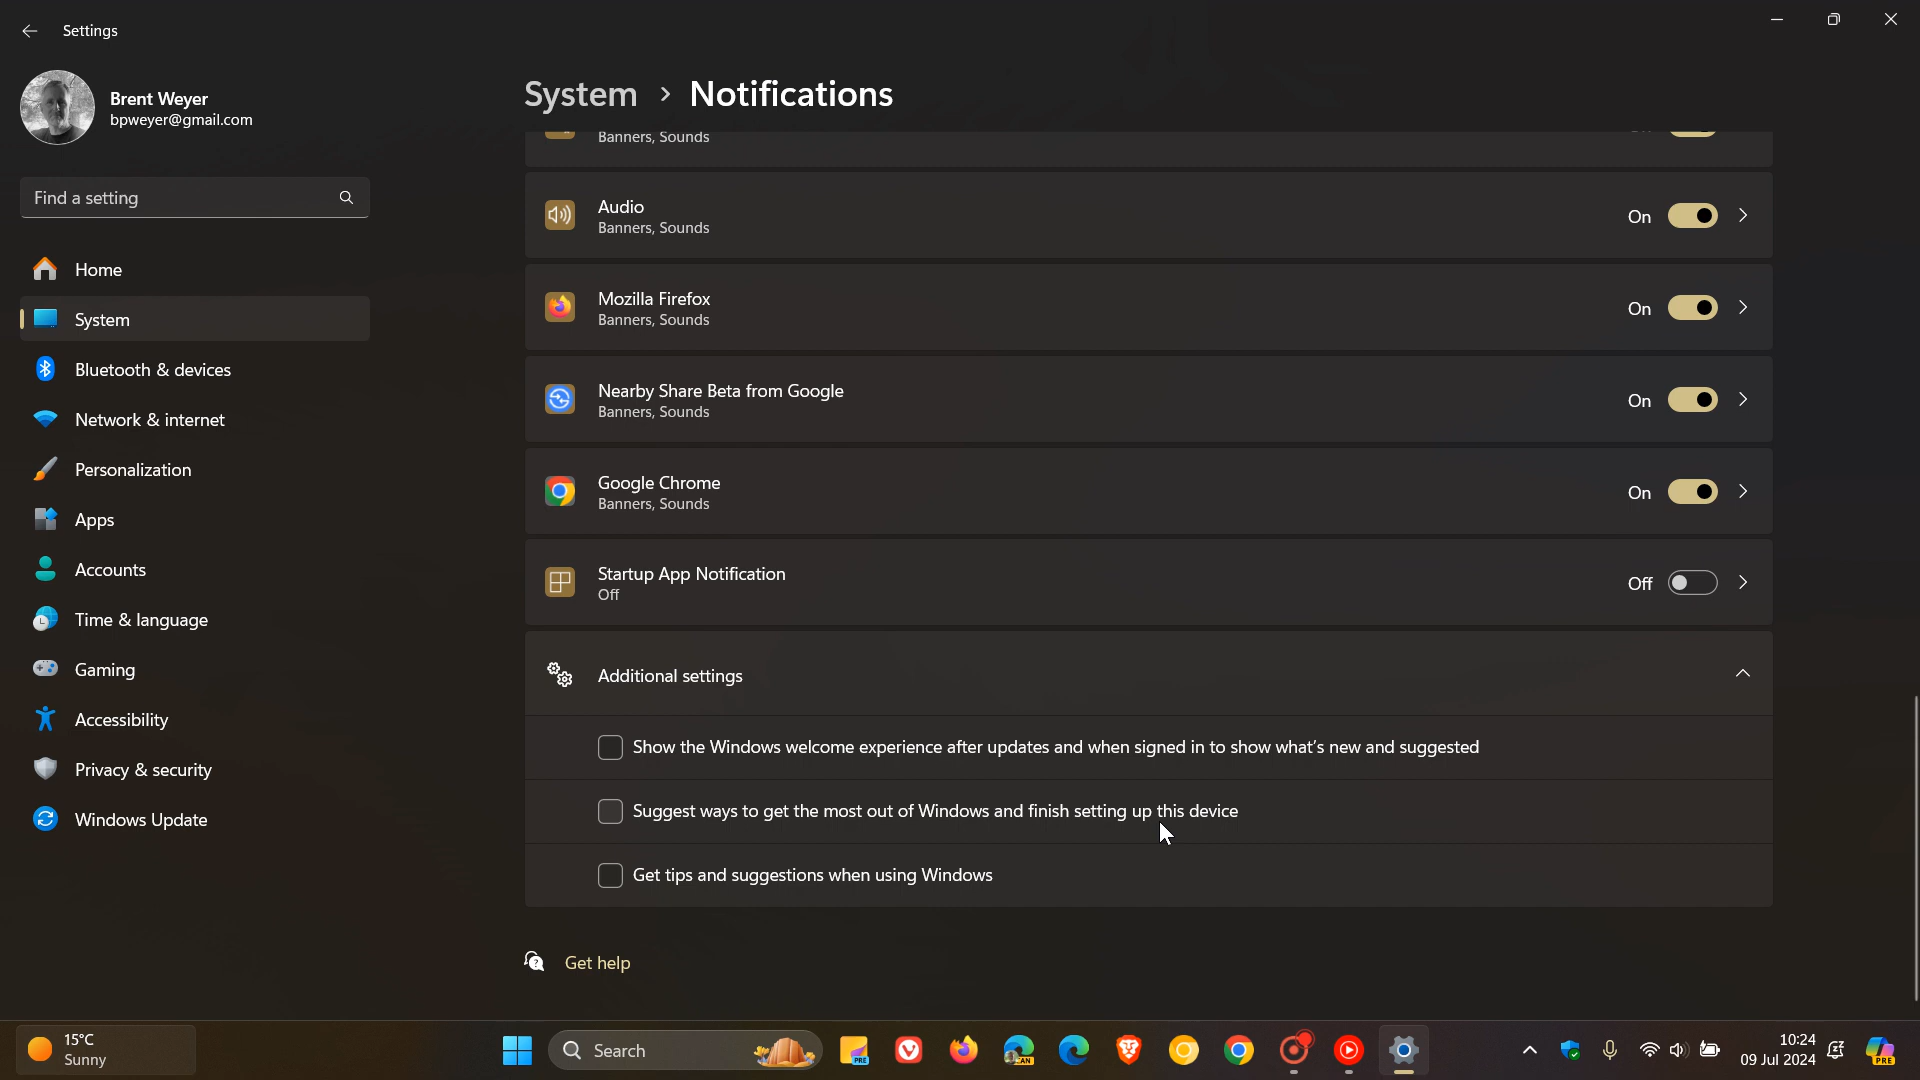 Settings
Brent Weyer
bpweyer@gmail.com
Find a setting
Home
System
Bluetooth & devices
Network & internet
Personalization
Apps
Accounts
Time & language
Gaming
Accessibility
Privacy & security
Windows Update
System > Notifications
Banners, Sounds
Audio
Banners, Sounds
On
Mozilla Firefox
Banners, Sounds
On
Nearby Share Beta from Google
Banners, Sounds
On
Google Chrome
Banners, Sounds
On
Startup App Notification
Off
Off
Additional settings
Show the Windows welcome experience after updates and when signed in to show what's new and suggested
Suggest ways to get the most out of Windows and finish setting up this device
Get tips and suggestions when using Windows
Get help
15°C
Sunny
Search
PRE
CAN
10:24
09 Jul 2024
PRE